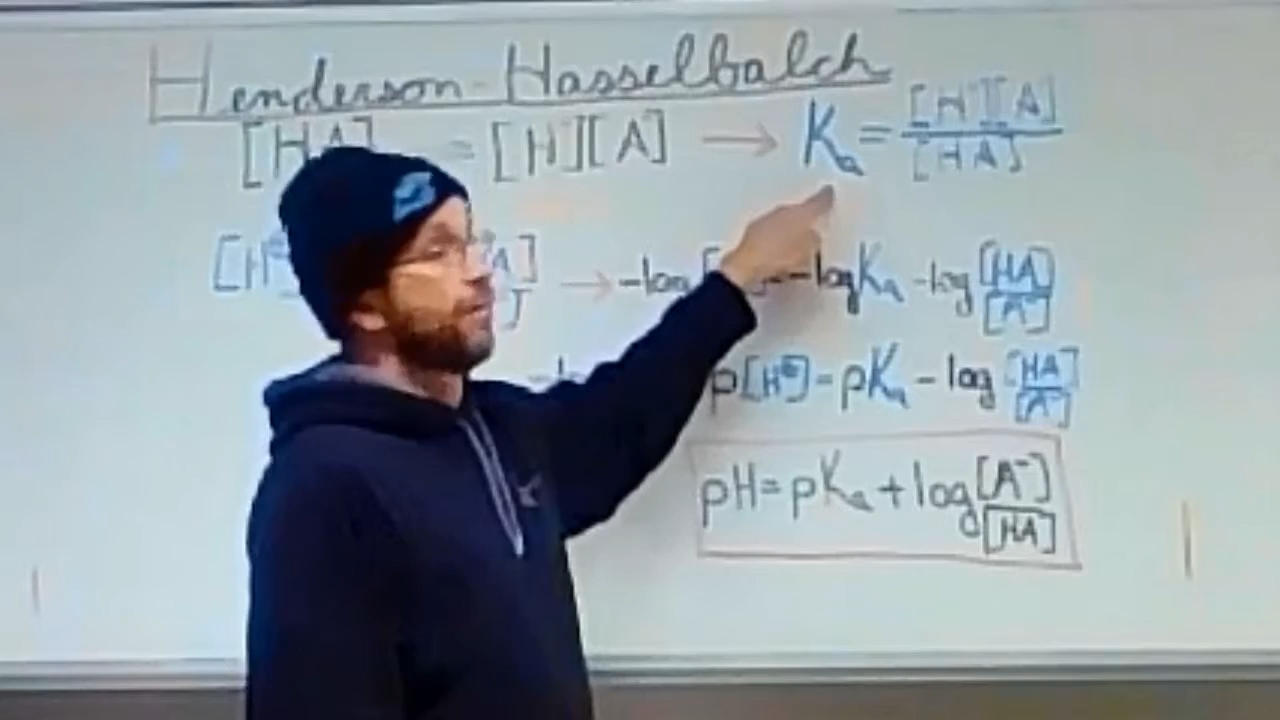 Henderson-Hasselbalch
[HA] = [H][A] → Ka = [H][A] / [HA]
→ -log -logKa -log [HA] / [A⁻]
p[H⊕] = pKa - log [HA] / [A⁻]
pH = pKa + log [A⁻] / [HA]